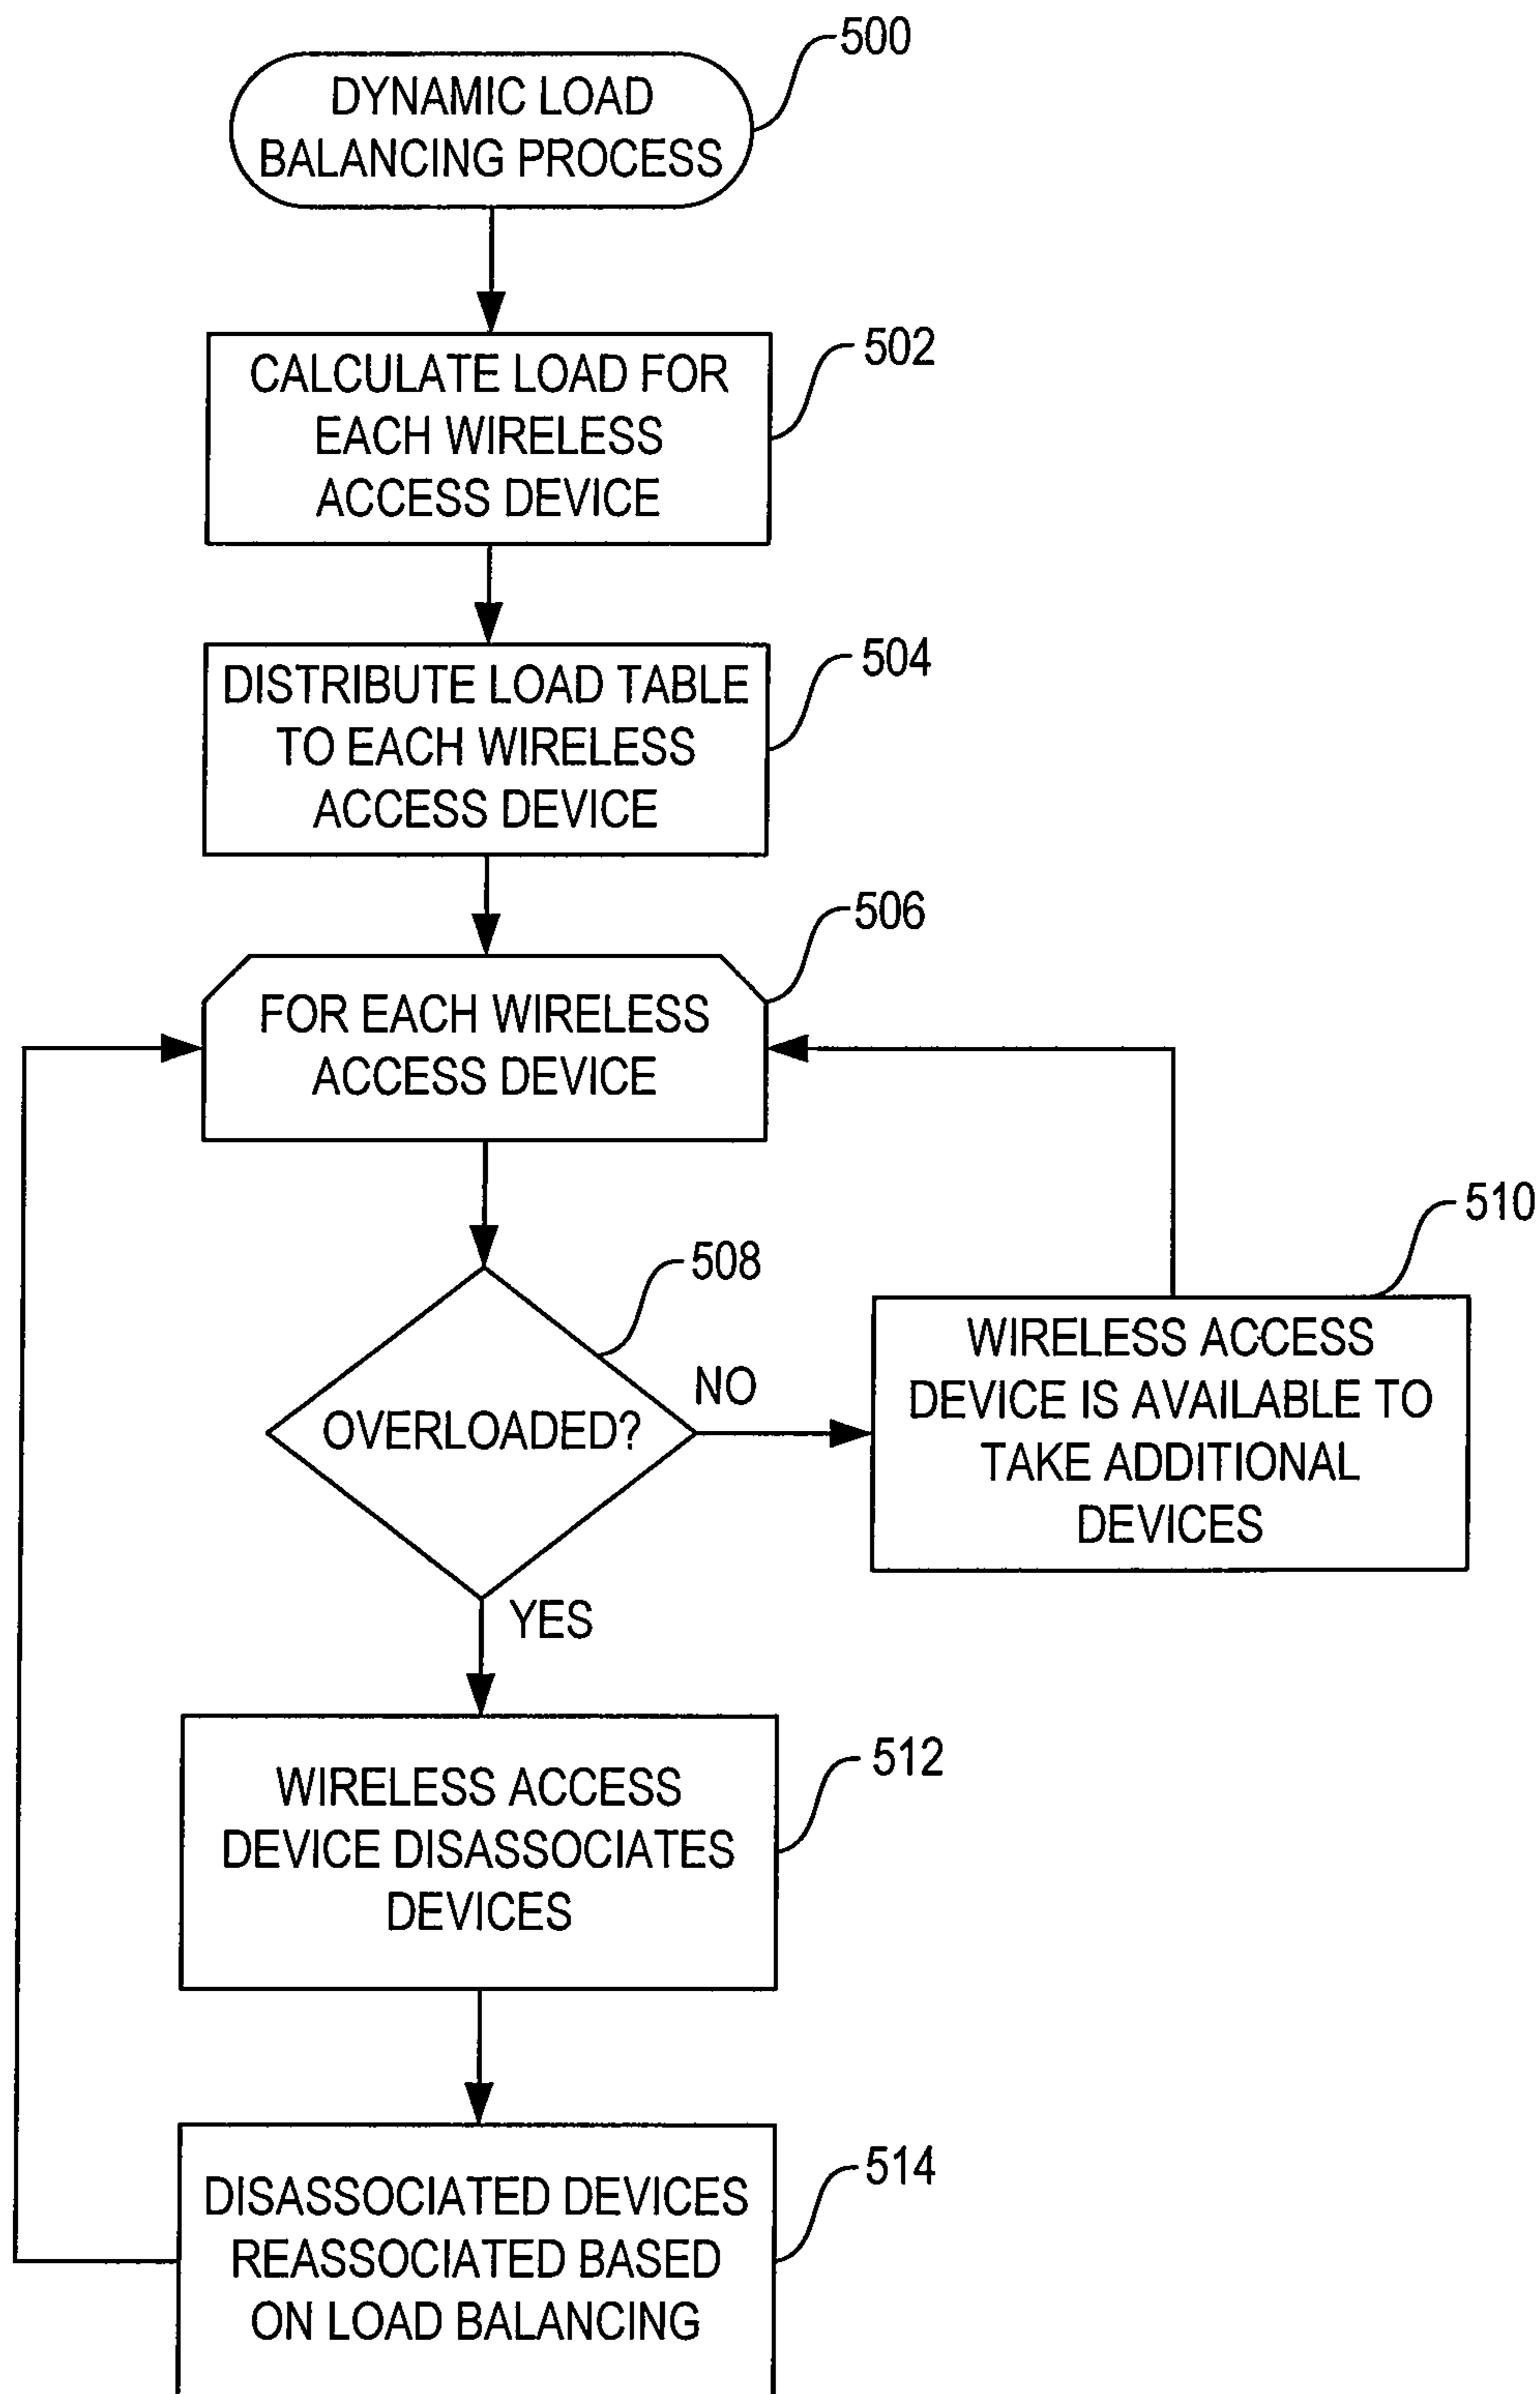 500
DYNAMIC LOAD
BALANCING PROCESS
502
CALCULATE LOAD FOR
EACH WIRELESS
ACCESS DEVICE
504
DISTRIBUTE LOAD TABLE
TO EACH WIRELESS
ACCESS DEVICE
506
FOR EACH WIRELESS
ACCESS DEVICE
508
OVERLOADED?
NO
510
WIRELESS ACCESS
DEVICE IS AVAILABLE TO
TAKE ADDITIONAL
DEVICES
YES
512
WIRELESS ACCESS
DEVICE DISASSOCIATES
DEVICES
514
DISASSOCIATED DEVICES
REASSOCIATED BASED
ON LOAD BALANCING